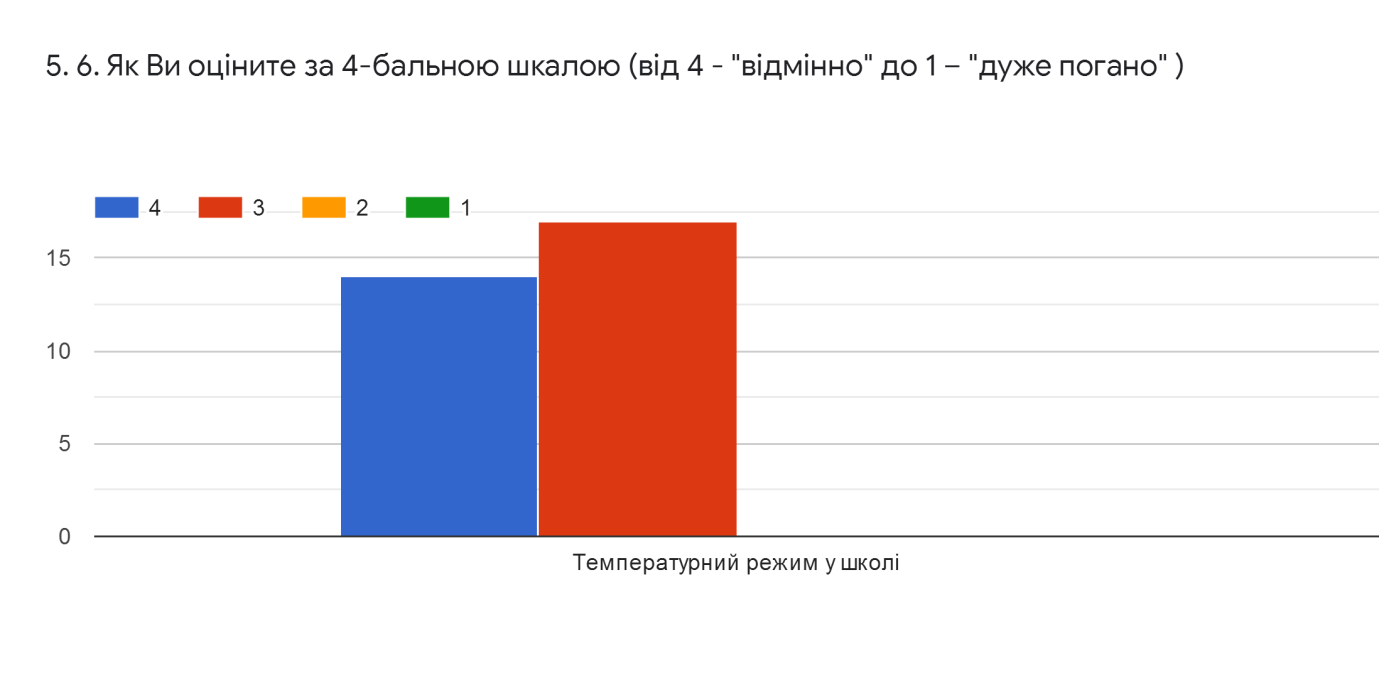 5. 6. Як Ви оціните за 4-бальною шкалою (від 4 - "відмінно" до 1 – "дуже погано" )
4 3 2 1
15
10
5
0
Температурний режим у школі